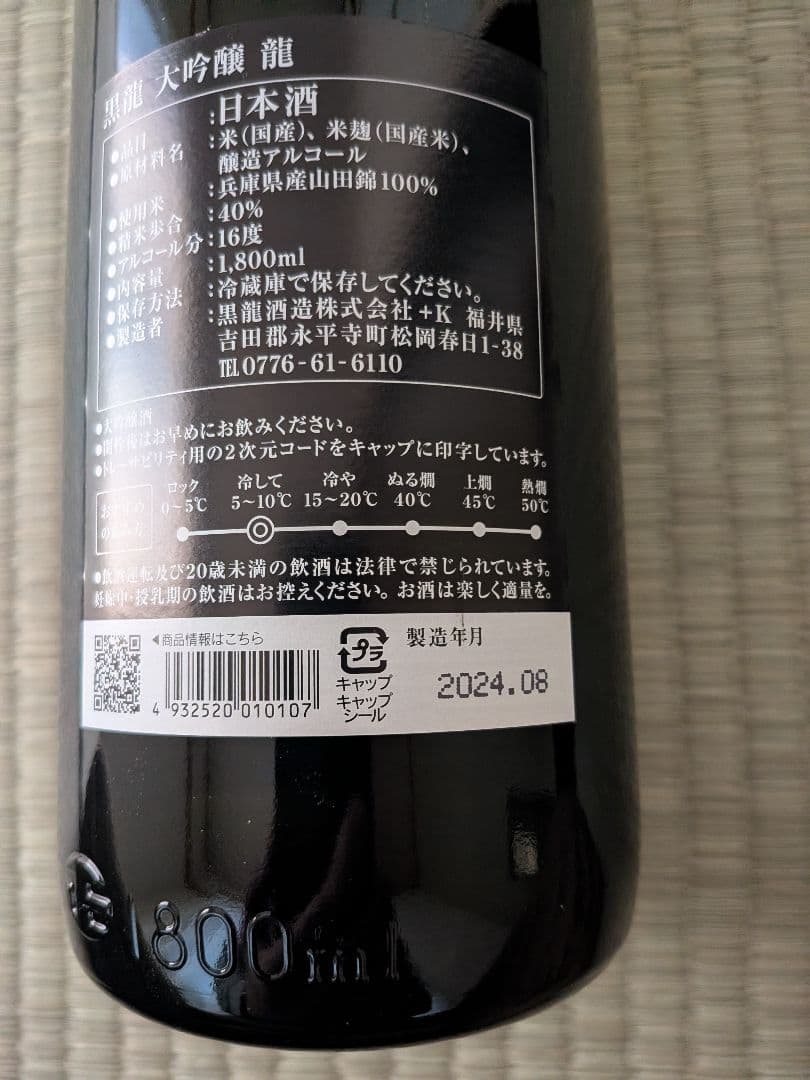 黒龍 大吟醸 龍
●品目 :日本酒
●原材料名 :米(国産)、米麹(国産米)、
醸造アルコール
●使用米 :兵庫県産山田錦100%
●精米歩合 :40%
●アルコール分 :16度
●内容量 :1,800ml
●保存方法 :冷蔵庫で保存してください。
●製造者 :黒龍酒造株式会社+K 福井県
吉田郡永平寺町松岡春日1-38
TEL0776-61-6110
●大吟醸酒
●開栓後はお早めにお飲みください。
●トレーサビリティ用の2次元コードをキャップに印字しています。
おすすめ
の飲み方
ロック 冷して 冷や ぬる燗 上燗 熱燗
0~5℃ 5~10℃ 15~20℃ 40℃ 45℃ 50℃
●飲酒運転及び20歳未満の飲酒は法律で禁じられています。
妊娠中・授乳期の飲酒はお控えください。お酒は楽しく適量を。
◀商品情報はこちら
4 932520 010107
プラ
キャップ
キャップ
シール
製造年月
2024.08
1800ml